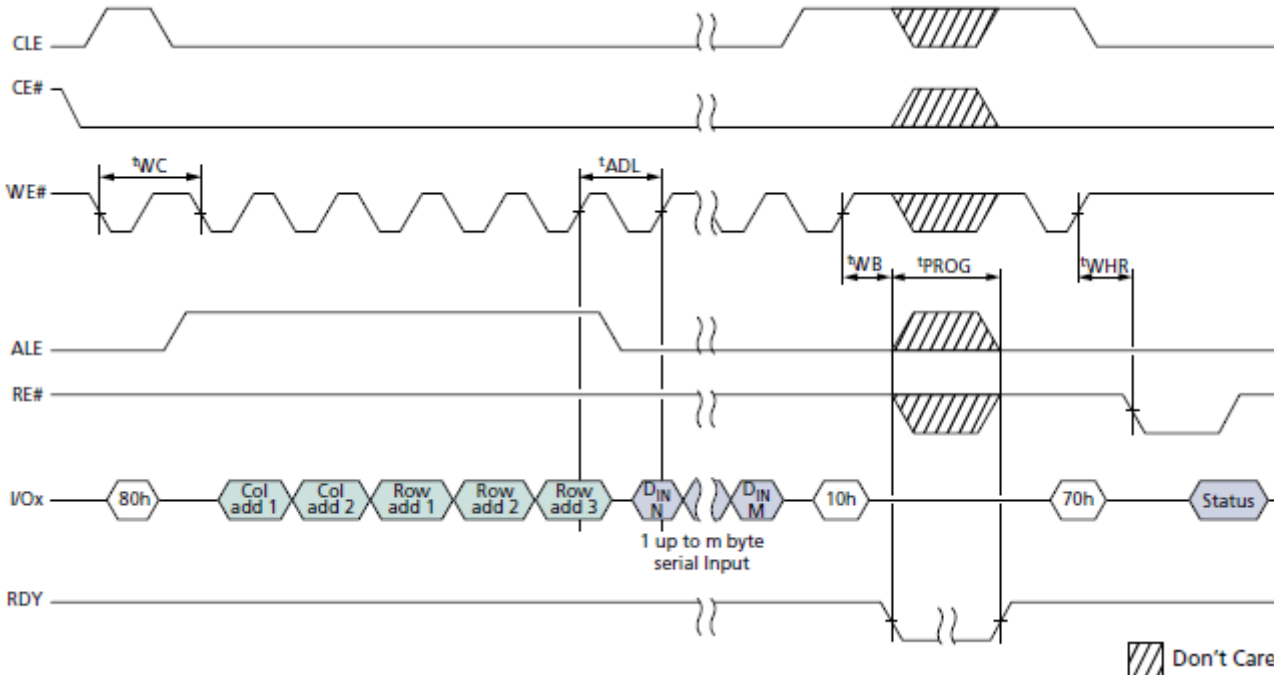 CLE
CE#
tWC
tADL
WE#
tWB
tPROG
tWHR
ALE
RE#
I/Ox
80h
Col add 1
Col add 2
Row add 1
Row add 2
Row add 3
DIN N
DIN M
10h
70h
Status
1 up to m byte
serial Input
RDY
Don't Care